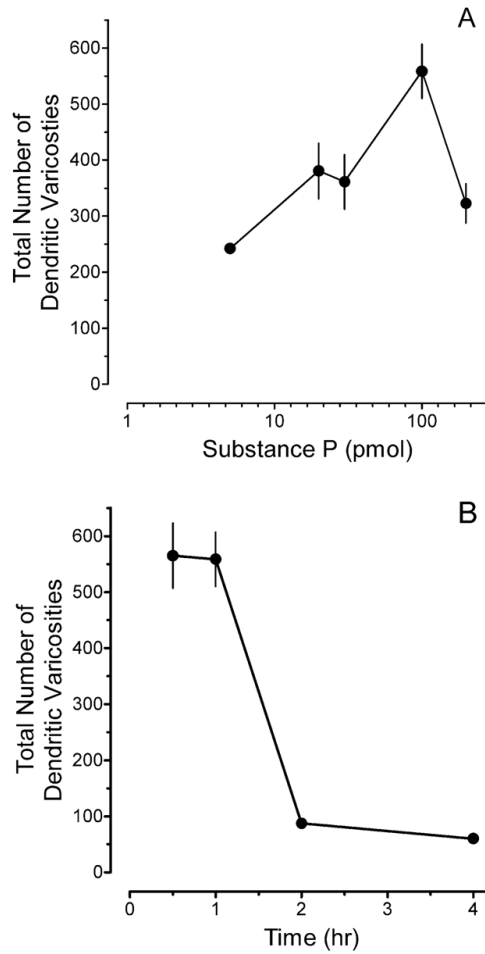 A
Total Number of
Dendritic Varicosties
600
500
400
300
200
100
0
1
10
100
Substance P (pmol)
B
Total Number of
Dendritic Varicosities
600
500
400
300
200
100
0
0
1
2
3
4
Time (hr)